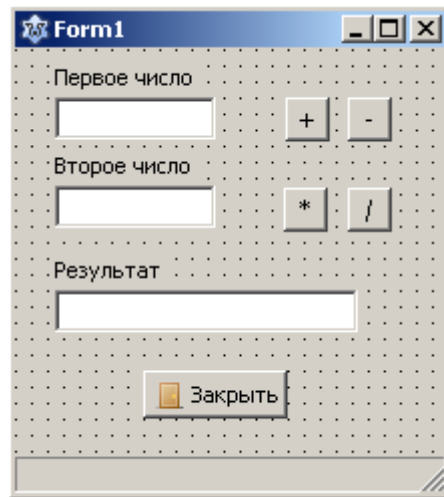 Form1
Первое число
+ -
Второе число
* /
Результат
Закрыть